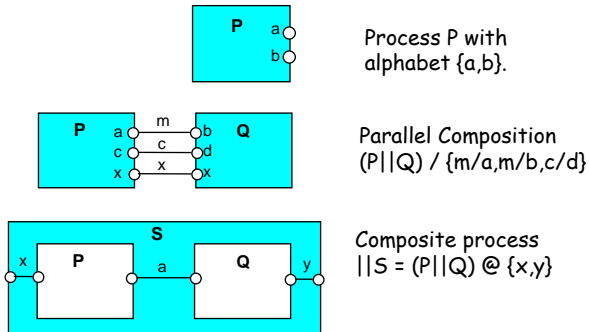 P
a
b
Process P with
alphabet {a,b}.
P
a
m
b
Q
c
c
d
x
x
x
Parallel Composition
(P||Q) / {m/a,m/b,c/d}
S
x
P
a
Q
y
Composite process
||S = (P||Q) @ {x,y}